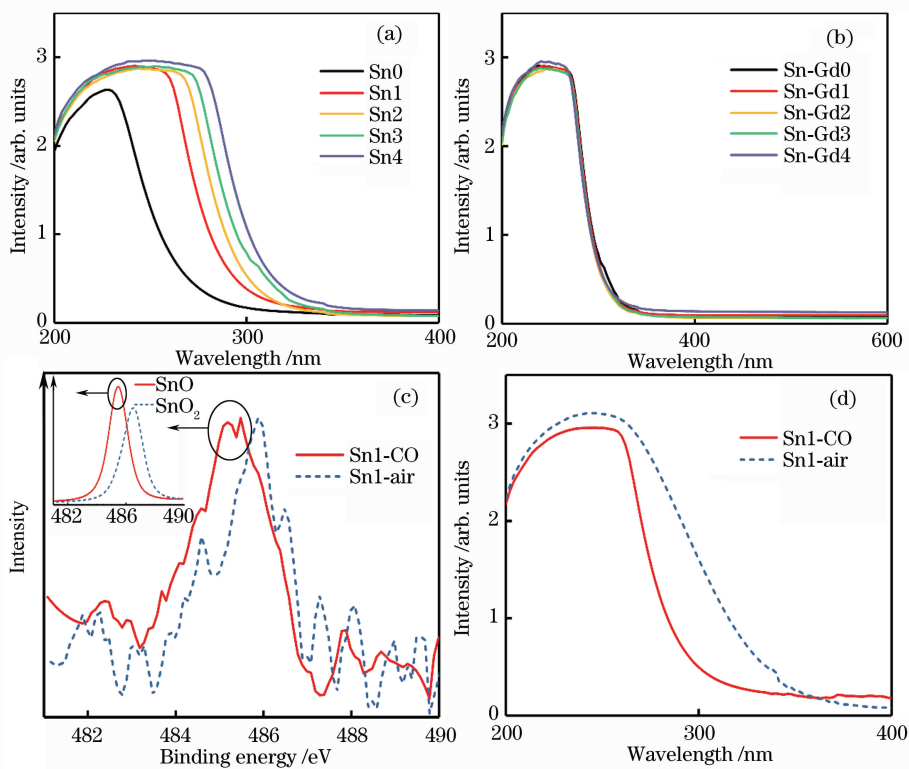 (a)
Sn0
Sn1
Sn2
Sn3
Sn4
Intensity /arb. units
3
2
1
0
200
300
400
Wavelength /nm
(b)
Sn-Gd0
Sn-Gd1
Sn-Gd2
Sn-Gd3
Sn-Gd4
Intensity /arb. units
3
2
1
0
200
400
600
Wavelength /nm
(c)
SnO
SnO₂
482
486
490
Sn1-CO
Sn1-air
Intensity
482
484
485
486
488
490
Binding energy /eV
(d)
Sn1-CO
Sn1-air
Intensity /arb. units
3
2
1
0
200
300
400
Wavelength /nm